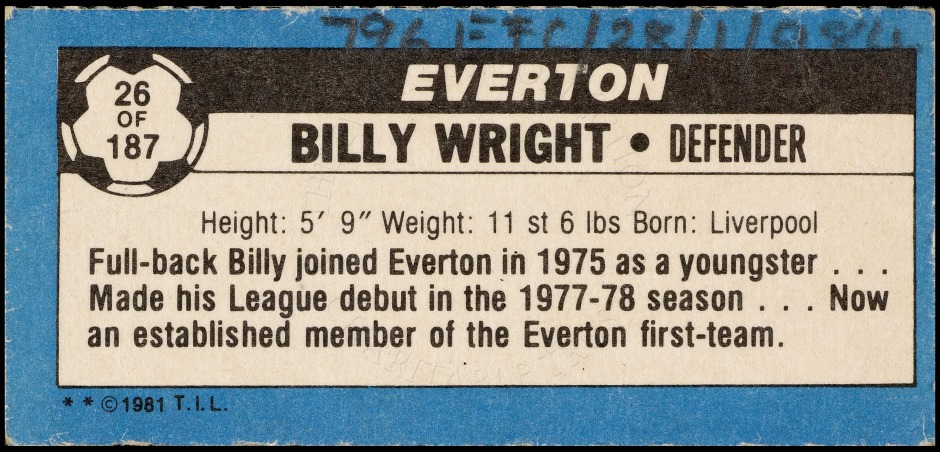 796 EFC/28/1/984
EVERTON
26
OF
187
BILLY WRIGHT • DEFENDER
Height: 5′ 9″ Weight: 11 st 6 lbs Born: Liverpool
Full-back Billy joined Everton in 1975 as a youngster . . .
Made his League debut in the 1977-78 season . . . Now
an established member of the Everton first-team.
* * ©1981 T.I.L.